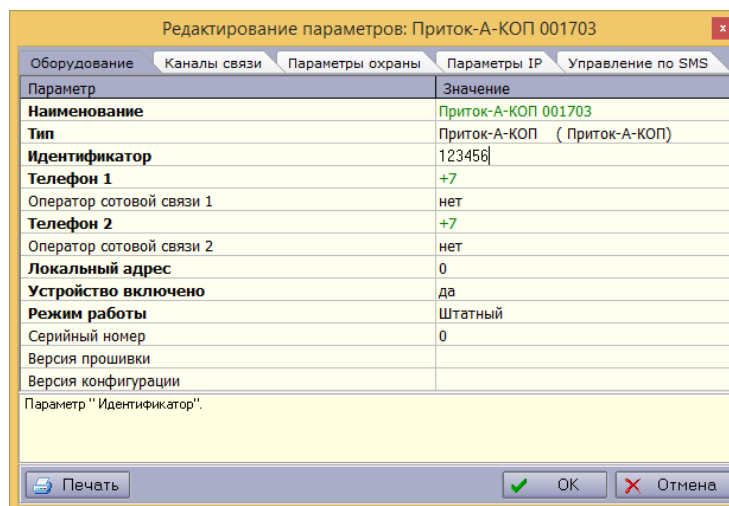 Редактирование параметров: Приток-А-КОП 001703
x
Оборудование Каналы связи Параметры охраны Параметры IP Управление по SMS
Параметр Значение
Наименование Приток-А-КОП 001703
Тип Приток-А-КОП ( Приток-А-КОП)
Идентификатор 123456
Телефон 1 +7
Оператор сотовой связи 1 нет
Телефон 2 +7
Оператор сотовой связи 2 нет
Локальный адрес 0
Устройство включено да
Режим работы Штатный
Серийный номер 0
Версия прошивки
Версия конфигурации
Параметр "Идентификатор".
Печать OK Отмена